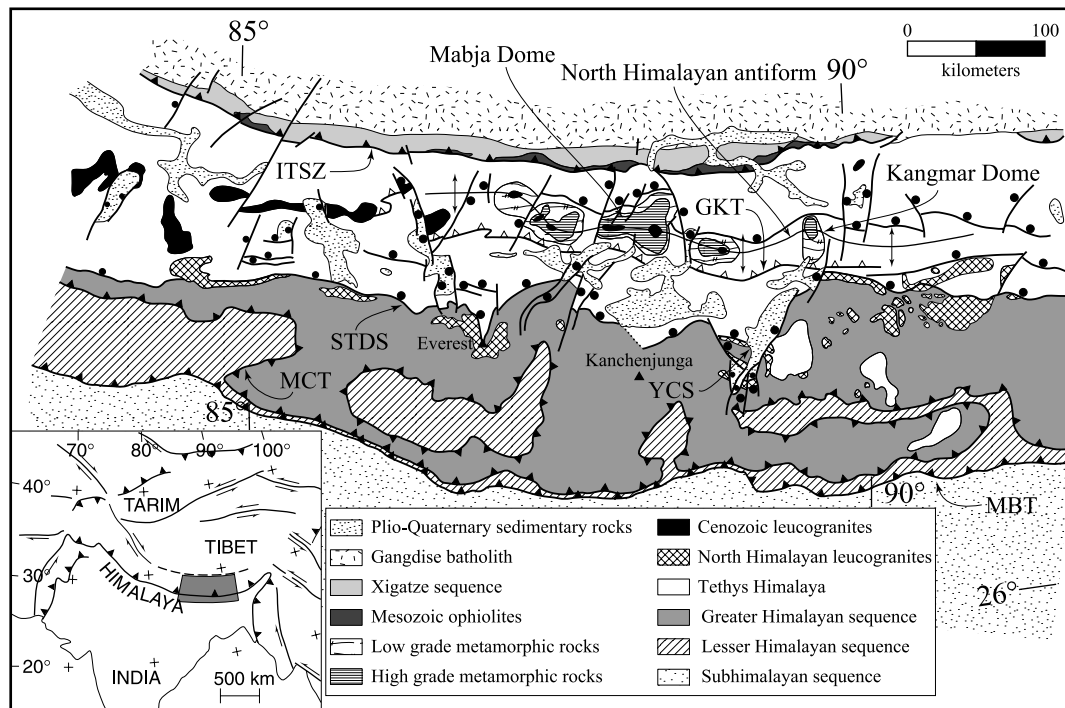 85°
0 100
kilometers
Mabja Dome
North Himalayan antiform
90°
ITSZ
GKT
Kangmar Dome
STDS
Everest
Kanchenjunga
MCT
YCS
85°
90°
MBT
26°
70° 80° 90° 100°
40°
TARIM
TIBET
30°
HIMALAYA
20°
INDIA
500 km
Plio-Quaternary sedimentary rocks
Gangdise batholith
Xigatze sequence
Mesozoic ophiolites
Low grade metamorphic rocks
High grade metamorphic rocks
Cenozoic leucogranites
North Himalayan leucogranites
Tethys Himalaya
Greater Himalayan sequence
Lesser Himalayan sequence
Subhimalayan sequence